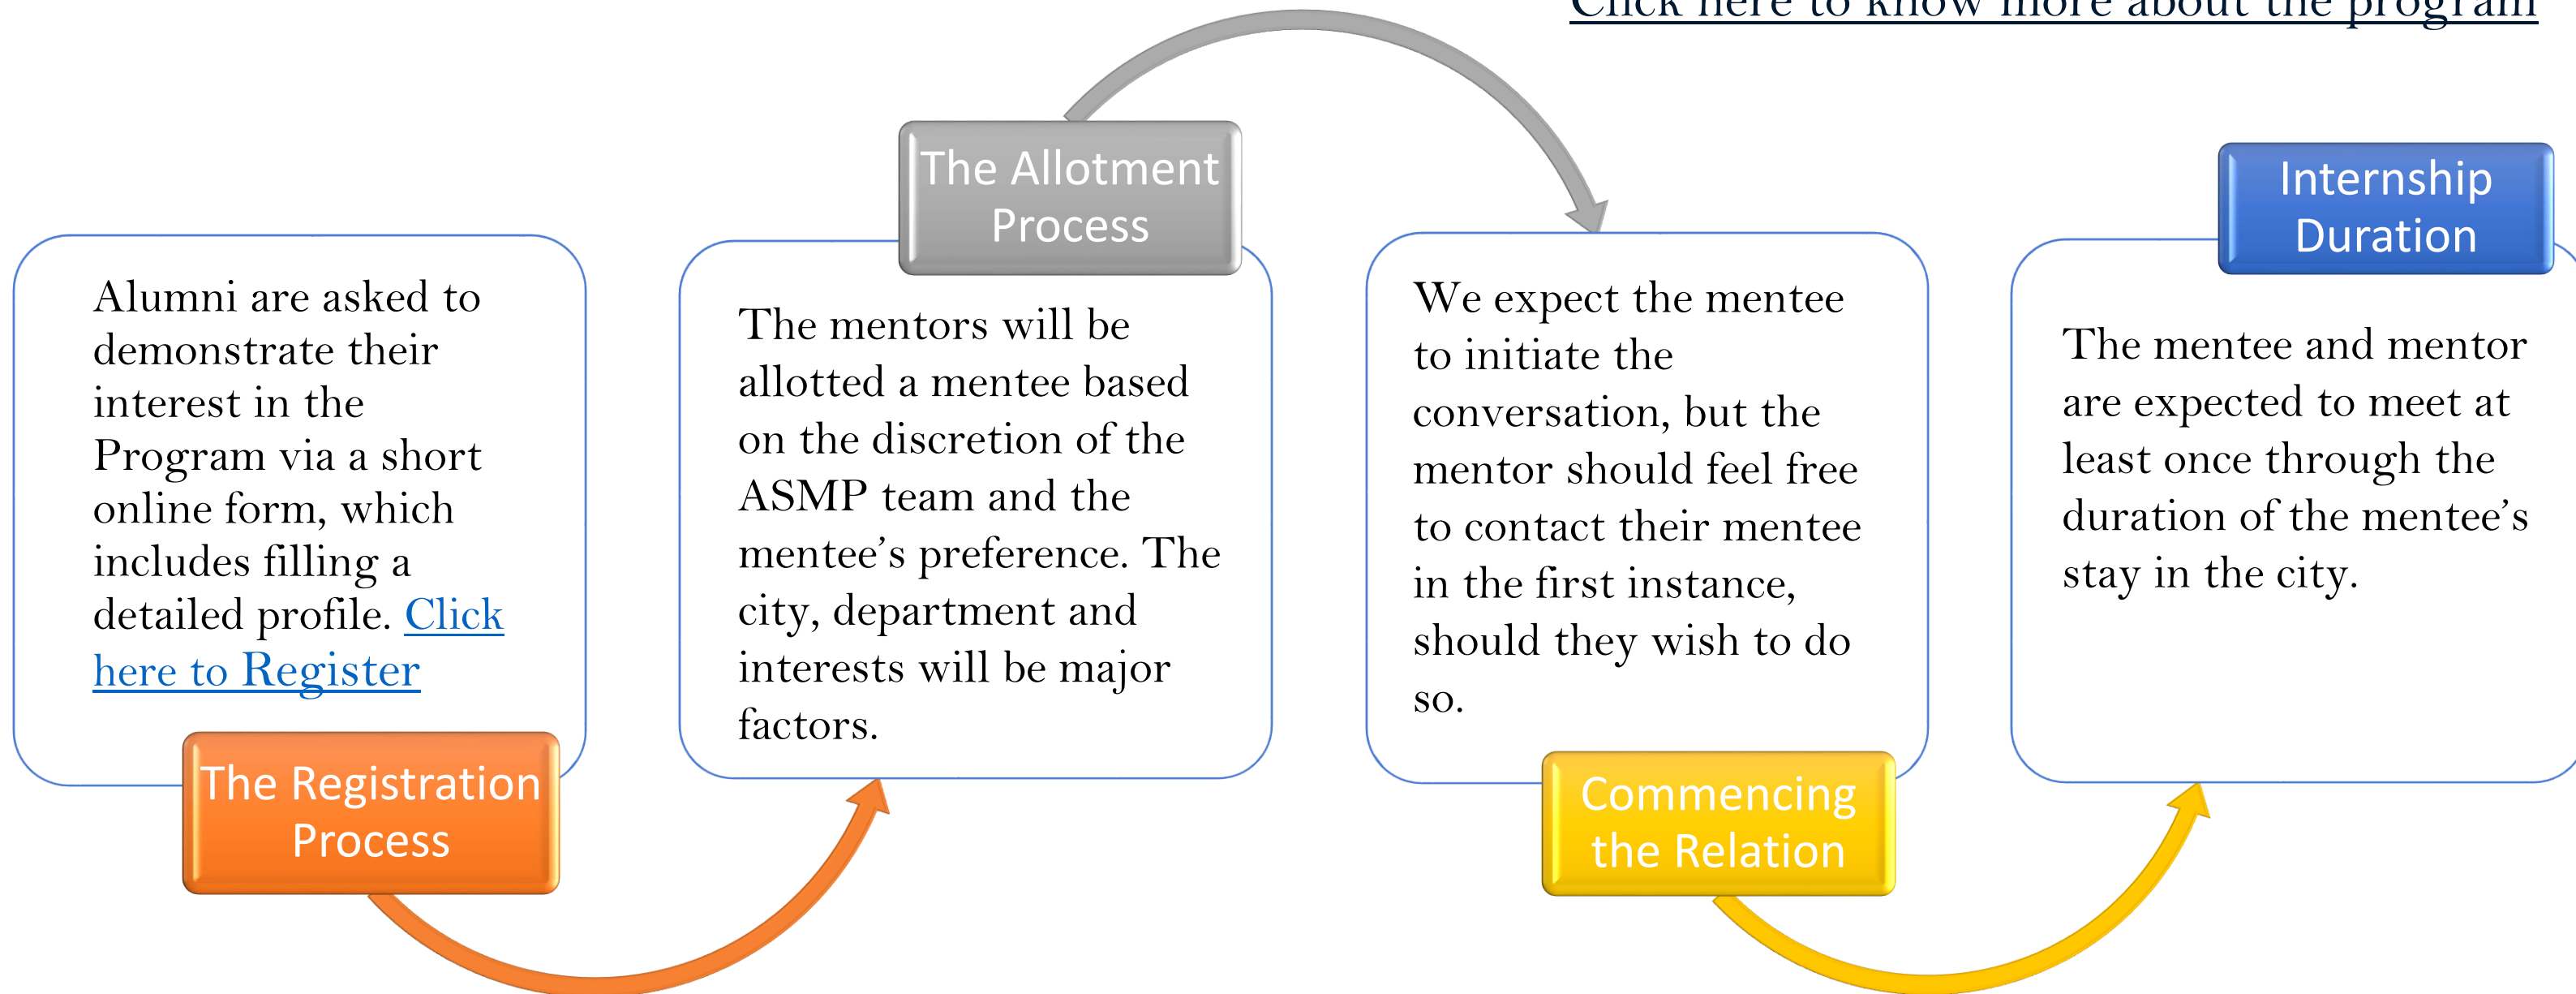 Click here to know more about the program
Alumni are asked to
demonstrate their
interest in the
Program via a short
online form, which
includes filling a
detailed profile. Click
here to Register
The Registration
Process
The Allotment
Process
The mentors will be
allotted a mentee based
on the discretion of the
ASMP team and the
mentee’s preference. The
city, department and
interests will be major
factors.
We expect the mentee
to initiate the
conversation, but the
mentor should feel free
to contact their mentee
in the first instance,
should they wish to do
so.
Commencing
the Relation
Internship
Duration
The mentee and mentor
are expected to meet at
least once through the
duration of the mentee’s
stay in the city.